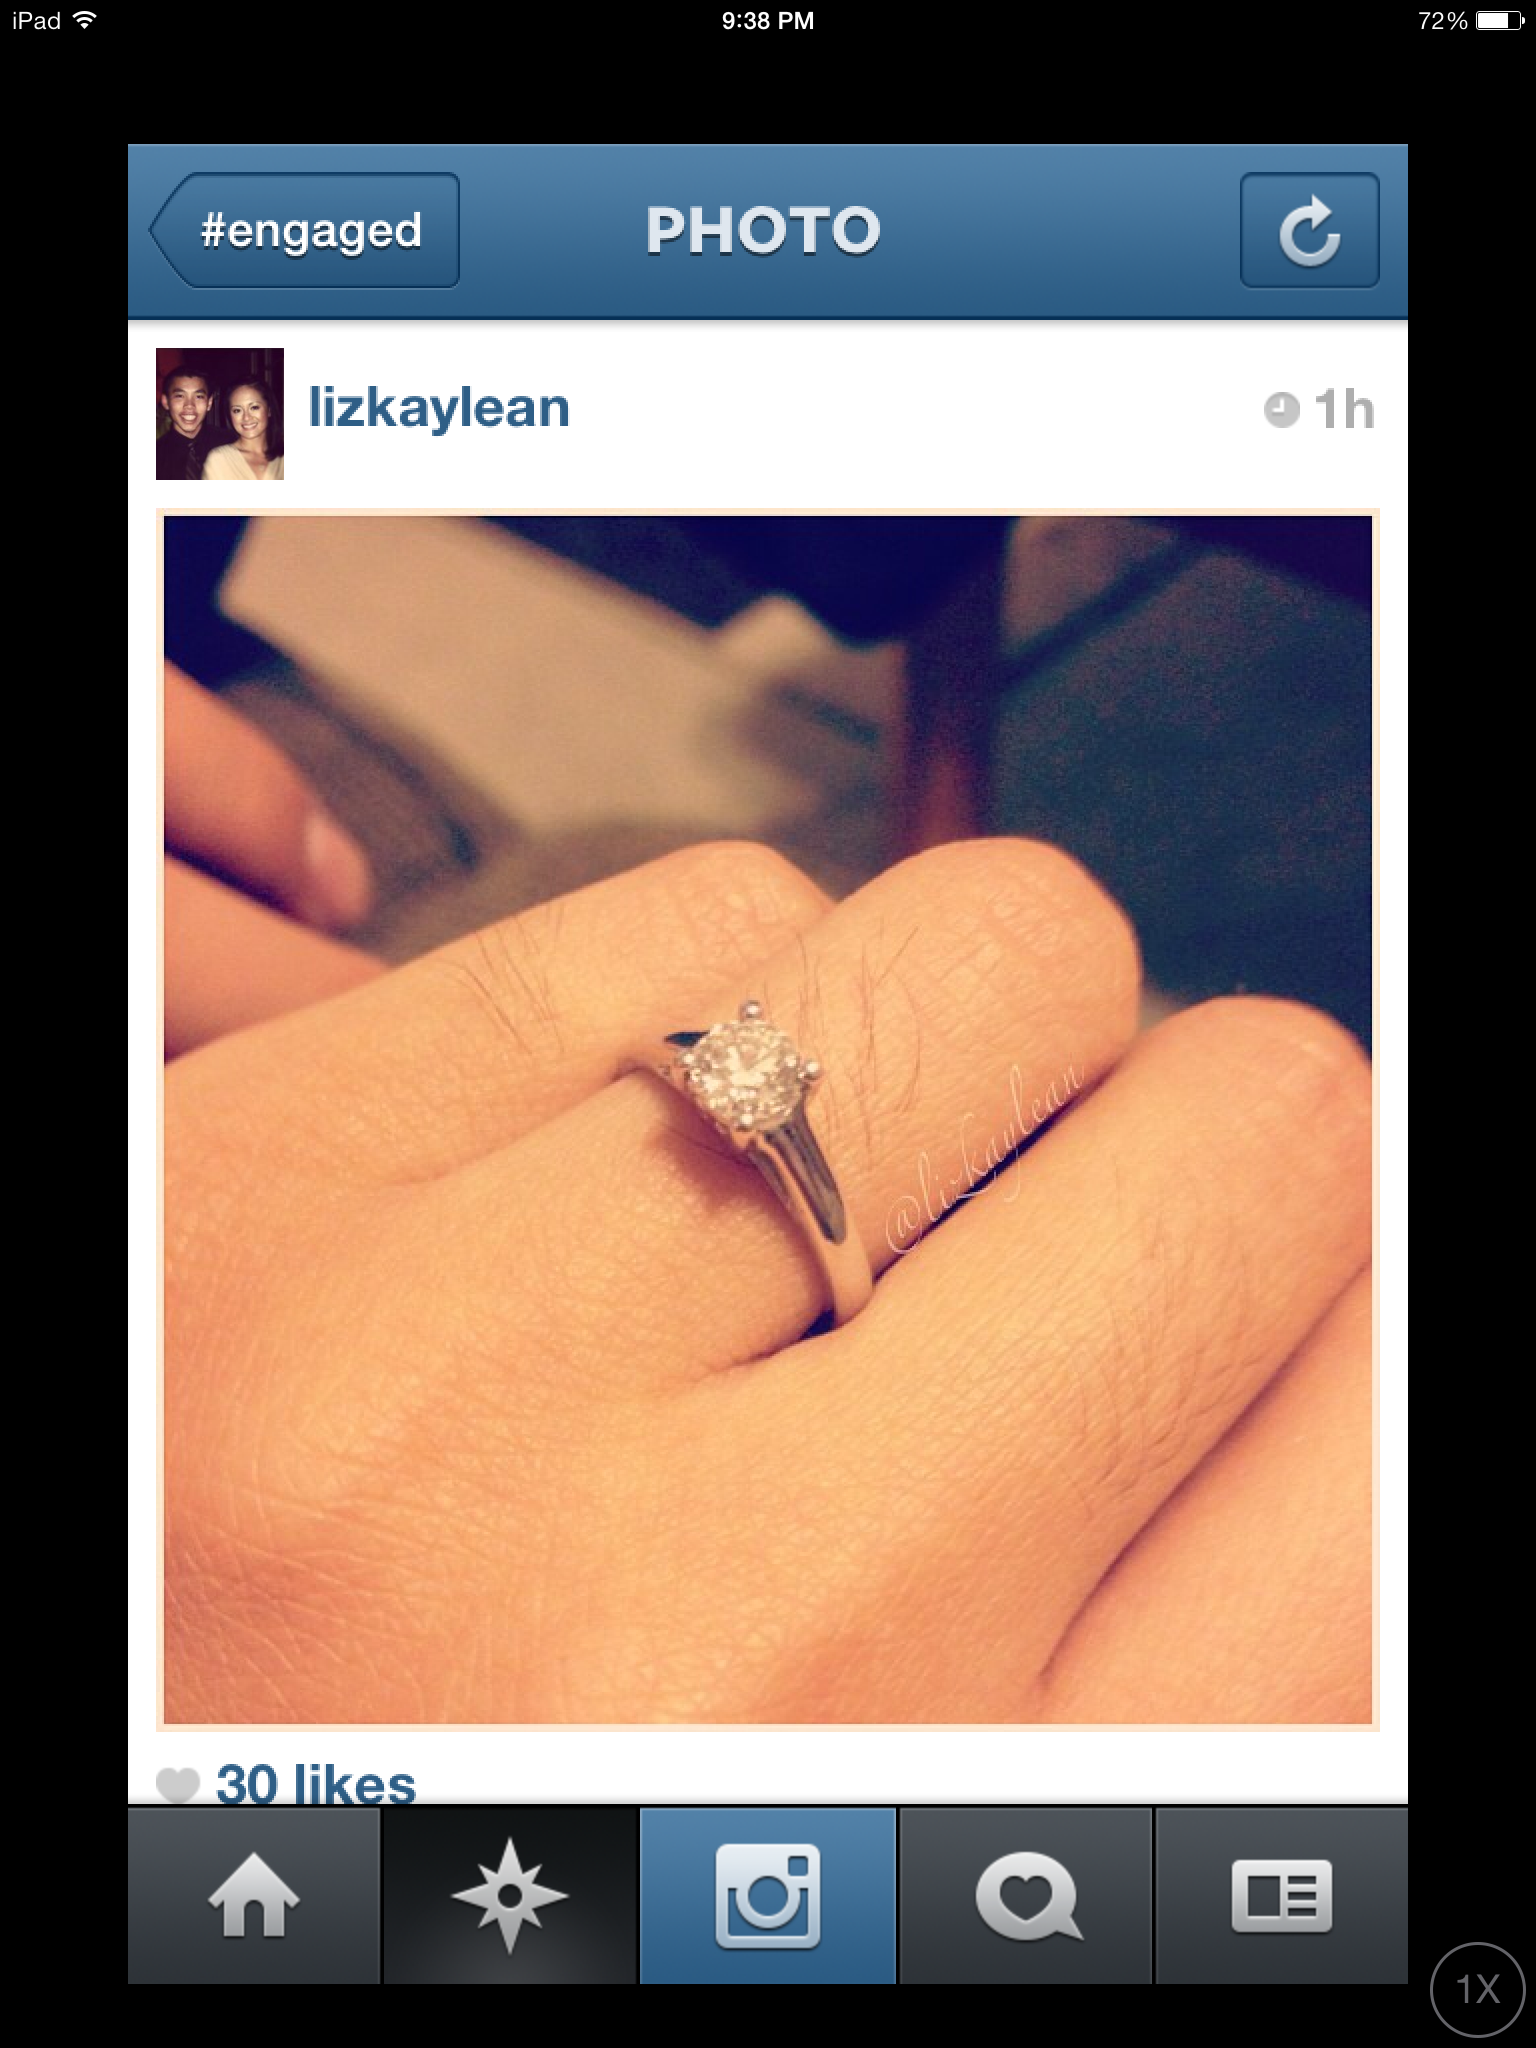 iPad 9:38 PM 72%
#engaged PHOTO
lizkaylean 1h
@lizkaylean
30 likes
1X